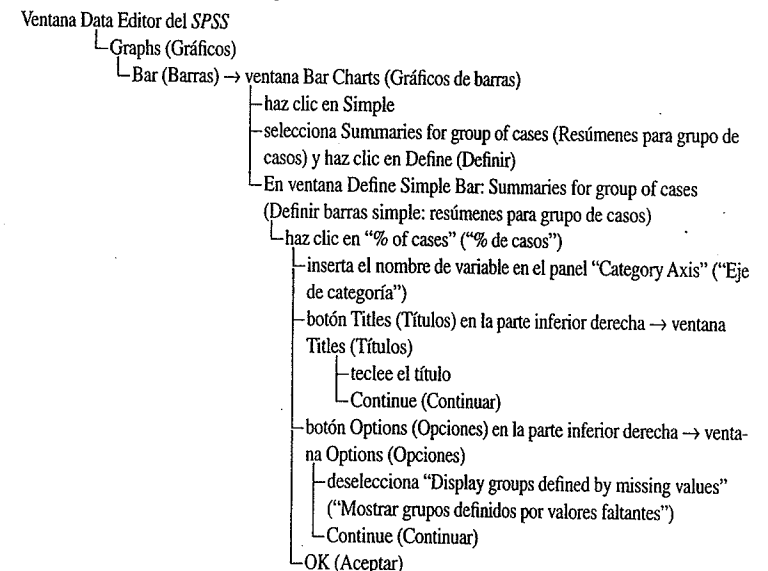 Ventana Data Editor del SPSS
Graphs (Gráficos)
Bar (Barras) → ventana Bar Charts (Gráficos de barras)
haz clic en Simple
selecciona Summaries for group of cases (Resúmenes para grupo de
casos) y haz clic en Define (Definir)
En ventana Define Simple Bar: Summaries for group of cases
(Definir barras simple: resúmenes para grupo de casos)
haz clic en “% of cases” (“% de casos”)
inserta el nombre de variable en el panel “Category Axis” (“Eje
de categoría”)
botón Titles (Títulos) en la parte inferior derecha → ventana
Titles (Títulos)
teclee el título
Continue (Continuar)
botón Options (Opciones) en la parte inferior derecha → venta-
na Options (Opciones)
deselecciona “Display groups defined by missing values”
(“Mostrar grupos definidos por valores faltantes”)
Continue (Continuar)
OK (Aceptar)